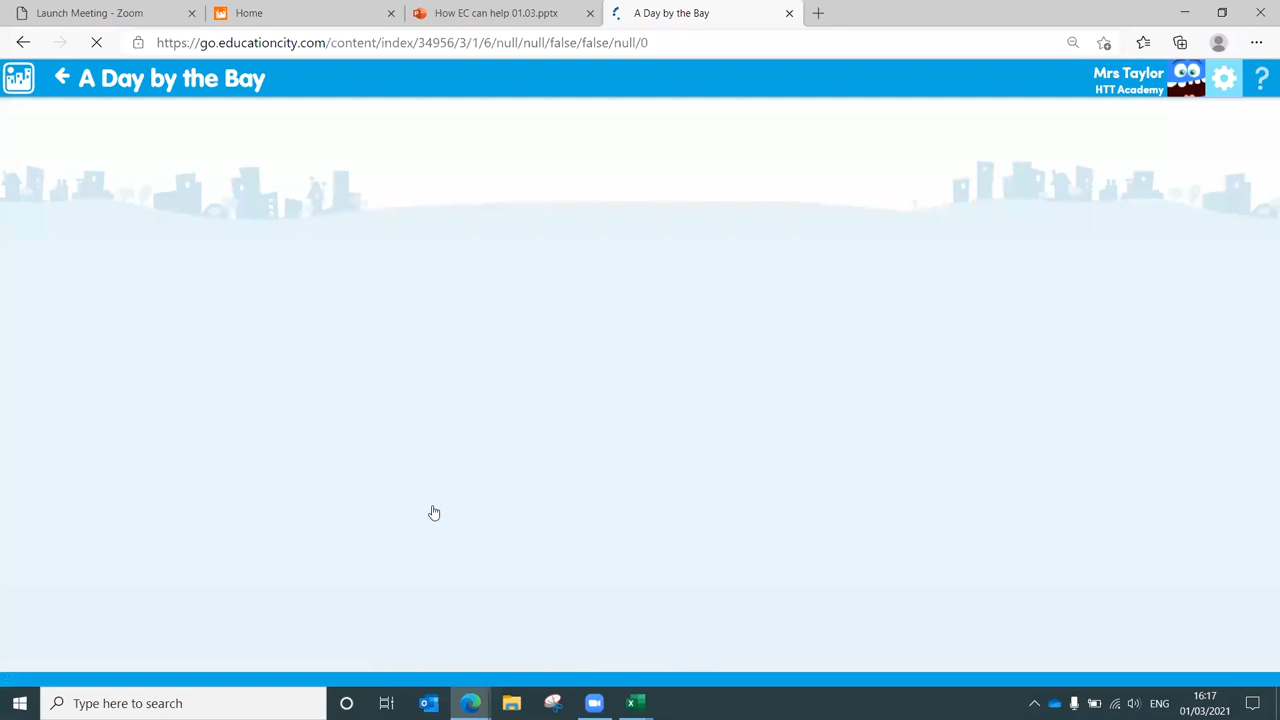 Launch Meeting - Zoom
Home
How EC can help 01.03.pptx
A Day by the Bay
https://go.educationcity.com/content/index/34956/3/1/6/null/null/false/false/null/0
A Day by the Bay
Mrs Taylor
HTT Academy
?
Type here to search
ENG
16:17
01/03/2021